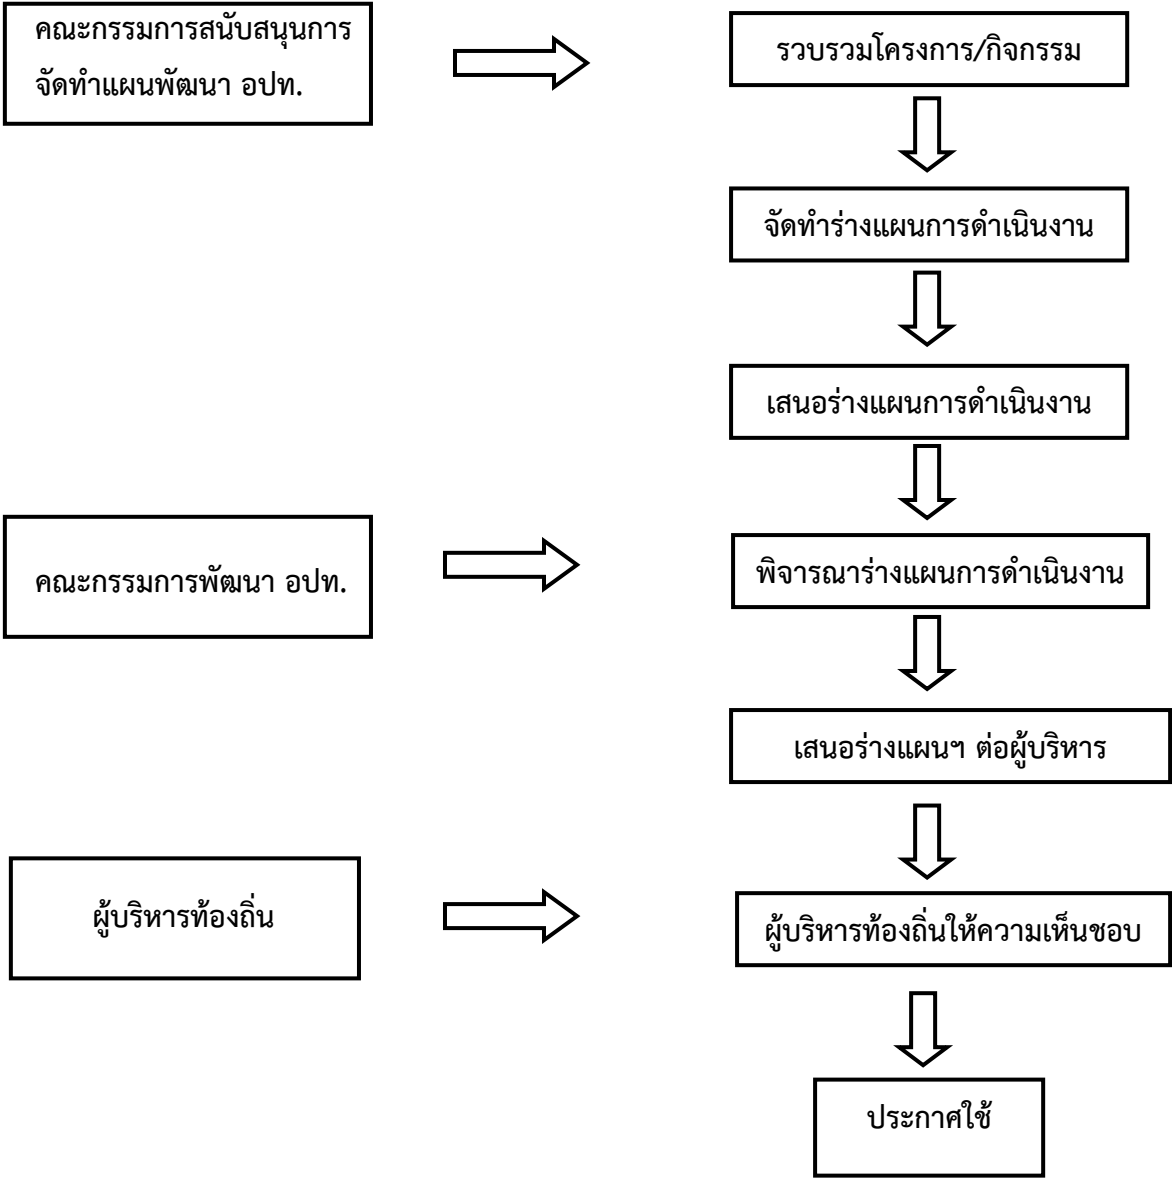 คณะกรรมการสนับสนุนการ
จัดทำแผนพัฒนา อปท.
รวบรวมโครงการ/กิจกรรม
จัดทำร่างแผนการดำเนินงาน
เสนอร่างแผนการดำเนินงาน
คณะกรรมการพัฒนา อปท.
พิจารณาร่างแผนการดำเนินงาน
เสนอร่างแผนฯ ต่อผู้บริหาร
ผู้บริหารท้องถิ่น
ผู้บริหารท้องถิ่นให้ความเห็นชอบ
ประกาศใช้